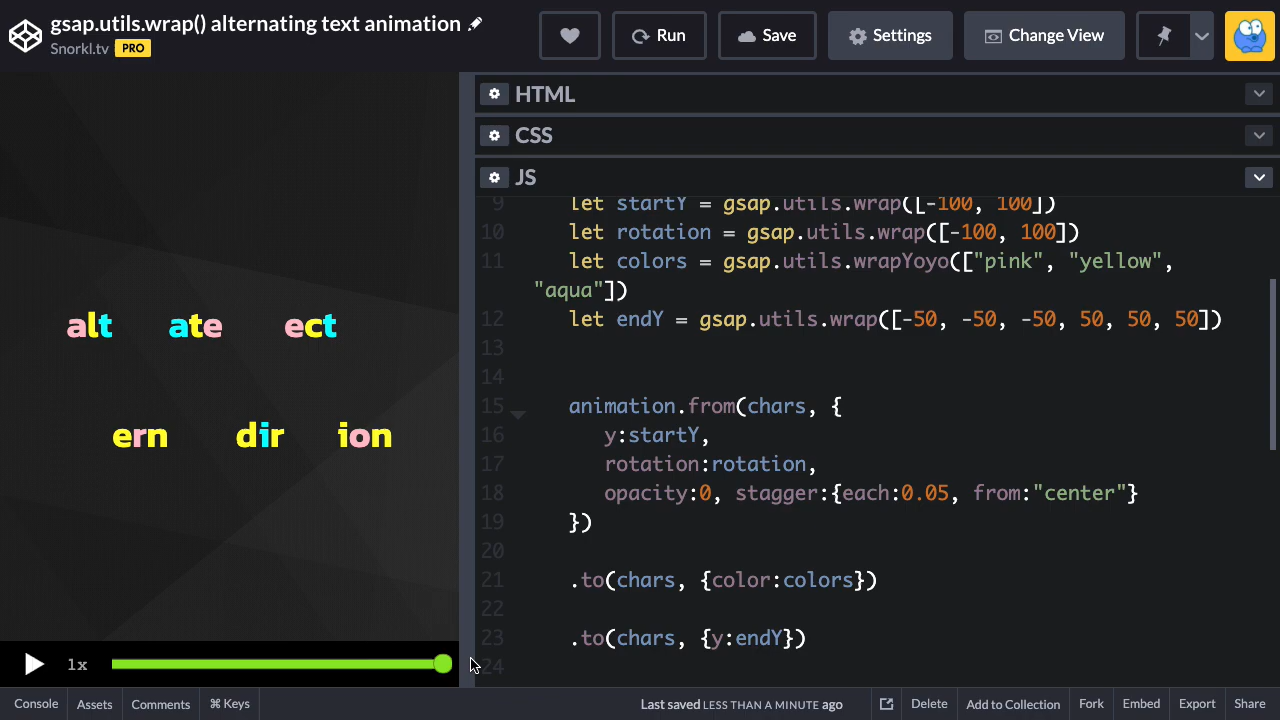 gsap.utils.wrap() alternating text animation
Snorkl.tv PRO
Run
Save
Settings
Change View
HTML
CSS
JS
alt ate ect
ern dir ion
1x
9 let startY = gsap.utils.wrap([-100, 100])
10 let rotation = gsap.utils.wrap([-100, 100])
11 let colors = gsap.utils.wrapYoyo(["pink", "yellow",
"aqua"])
12 let endY = gsap.utils.wrap([-50, -50, -50, 50, 50, 50])
13
14
15 animation.from(chars, {
16 y:startY,
17 rotation:rotation,
18 opacity:0, stagger:{each:0.05, from:"center"}
19 })
20
21 .to(chars, {color:colors})
22
23 .to(chars, {y:endY})
24
Console Assets Comments ⌘ Keys Last saved LESS THAN A MINUTE ago Delete Add to Collection Fork Embed Export Share